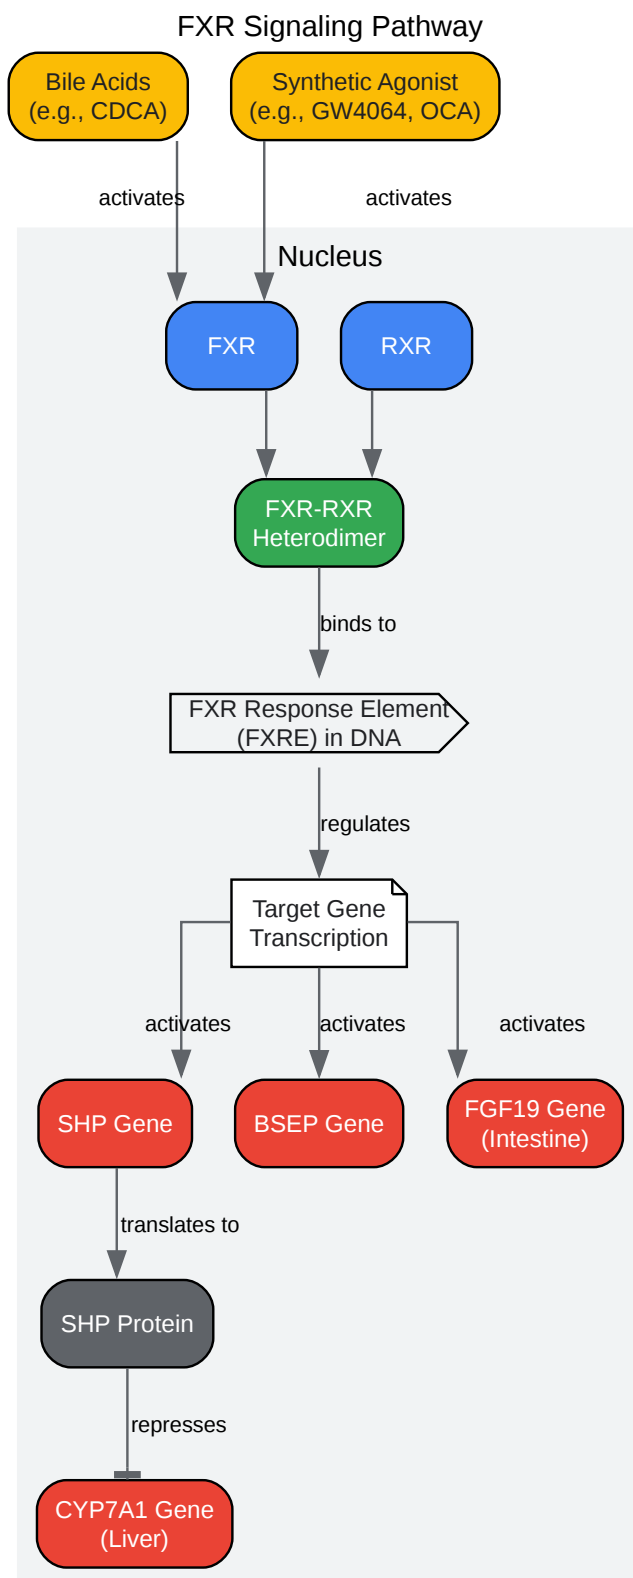 FXR Signaling Pathway
Bile Acids
(e.g., CDCA)
Synthetic Agonist
(e.g., GW4064, OCA)
activates
activates
Nucleus
FXR
RXR
FXR-RXR
Heterodimer
binds to
FXR Response Element
(FXRE) in DNA
regulates
Target Gene
Transcription
activates
activates
activates
SHP Gene
BSEP Gene
FGF19 Gene
(Intestine)
translates to
SHP Protein
represses
CYP7A1 Gene
(Liver)